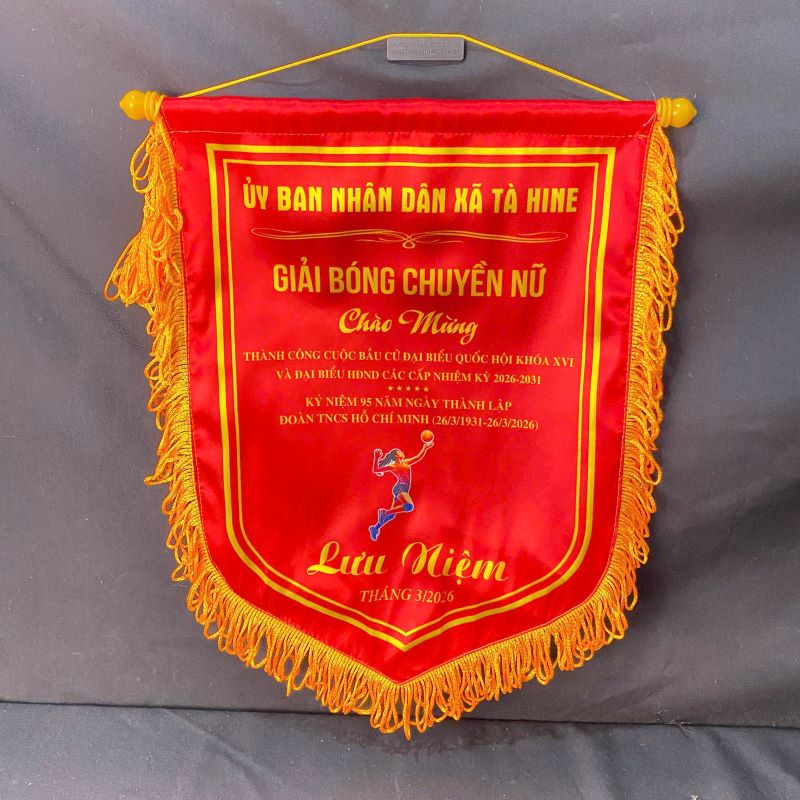 ỦY BAN NHÂN DÂN XÃ TÀ HINE
GIẢI BÓNG CHUYỀN NỮ
Chào Mừng
THÀNH CÔNG CUỘC BẦU CỬ ĐẠI BIỂU QUỐC HỘI KHÓA XVI
VÀ ĐẠI BIỂU HĐND CÁC CẤP NHIỆM KỲ 2026-2031
KỶ NIỆM 95 NĂM NGÀY THÀNH LẬP
ĐOÀN TNCS HỒ CHÍ MINH (26/3/1931-26/3/2026)
Lưu Niệm
THÁNG 3/2026